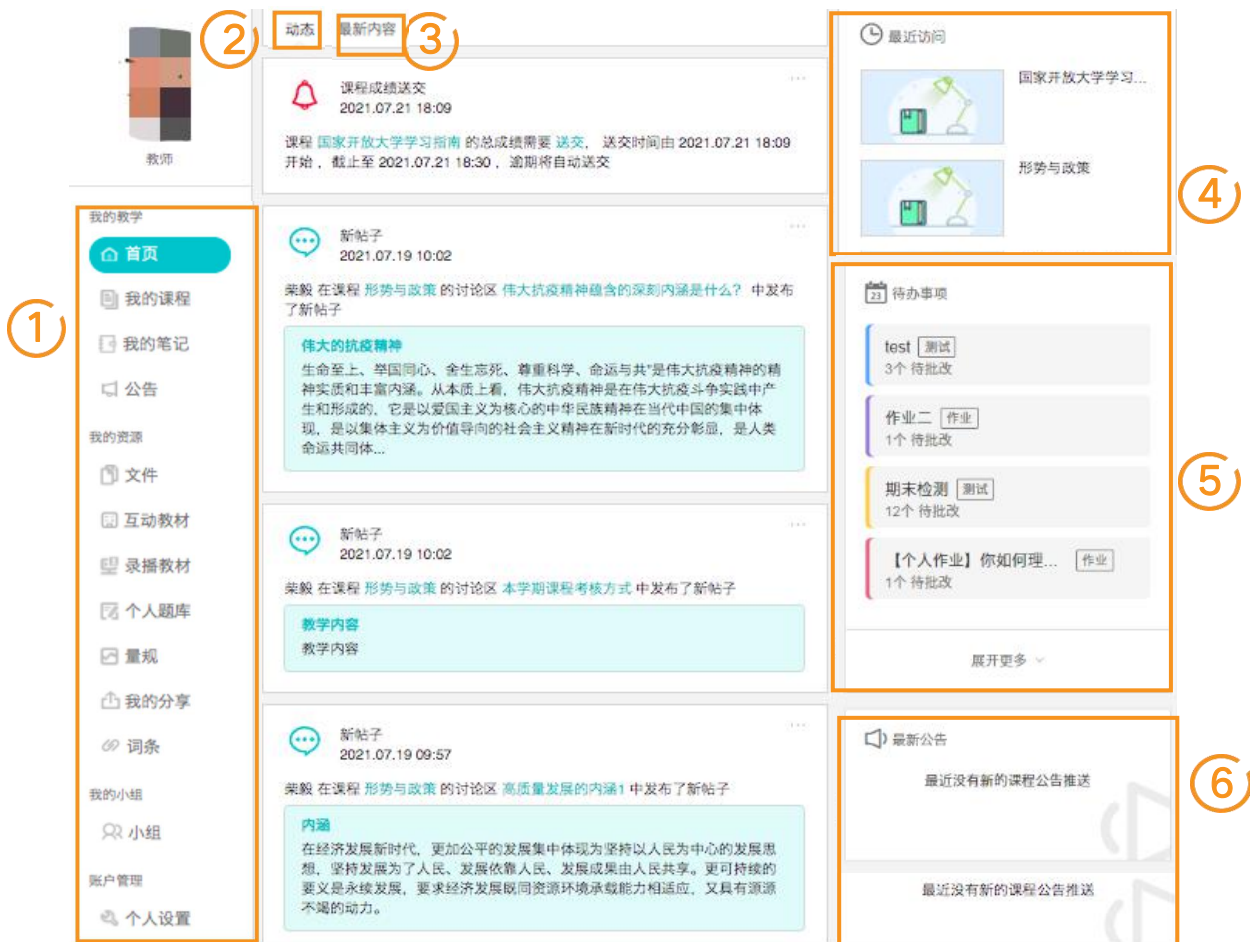 教师
我的教学
首页
我的课程
我的笔记
公告
我的资源
文件
互动教材
录播教材
个人题库
量规
我的分享
词条
我的小组
小组
账户管理
个人设置
①
②
动态
最新内容
③
课程成绩送交
2021.07.21 18:09
课程 国家开放大学学习指南 的总成绩需要 送交， 送交时间由 2021.07.21 18:09
开始 ，截止至 2021.07.21 18:30 ，逾期将自动送交
新帖子
2021.07.19 10:02
荣毅 在课程 形势与政策 的讨论区 伟大抗疫精神蕴含的深刻内涵是什么？ 中发布
了新帖子
伟大的抗疫精神
生命至上、举国同心、舍生忘死、尊重科学、命运与共"是伟大抗疫精神的精
神实质和丰富内涵。从本质上看，伟大抗疫精神是在伟大抗疫斗争实践中产
生和形成的，它是以爱国主义为核心的中华民族精神在当代中国的集中体
现，是以集体主义为价值导向的社会主义精神在新时代的充分彰显，是人类
命运共同体...
新帖子
2021.07.19 10:02
荣毅 在课程 形势与政策 的讨论区 本学期课程考核方式 中发布了新帖子
教学内容
教学内容
新帖子
2021.07.19 09:57
荣毅 在课程 形势与政策 的讨论区 高质量发展的内涵1 中发布了新帖子
内涵
在经济发展新时代，更加公平的发展集中体现为坚持以人民为中心的发展思
想，坚持发展为了人民、发展依靠人民、发展成果由人民共享。更可持续的
要义是永续发展，要求经济发展既同资源环境承载能力相适应，又具有源源
不竭的动力。
最近访问
国家开放大学学习...
形势与政策
④
23 待办事项
test 测试
3个 待批改
作业二 作业
1个 待批改
期末检测 测试
12个 待批改
【个人作业】你如何理... 作业
1个 待批改
展开更多
⑤
最新公告
最近没有新的课程公告推送
最近没有新的课程公告推送
⑥